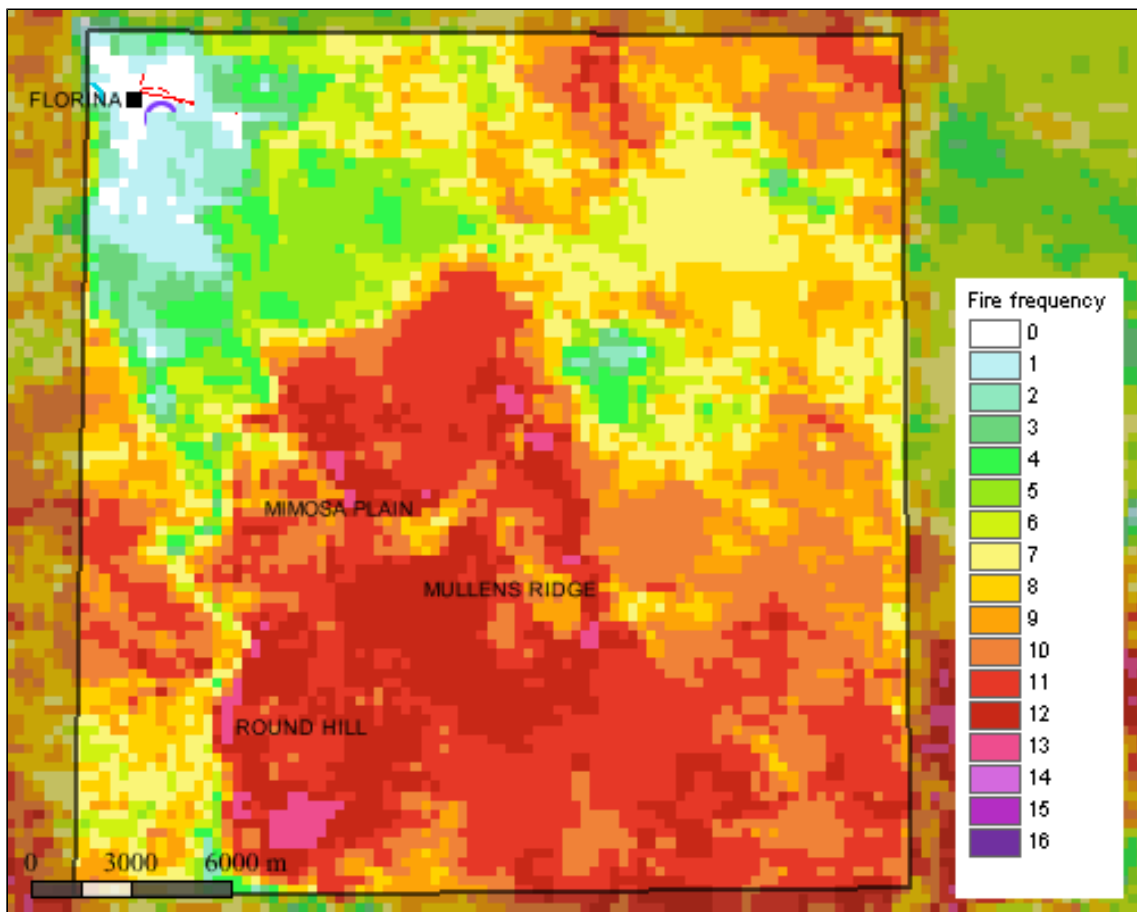 FLORINA
MIMOSA PLAIN
MULLENS RIDGE
ROUND HILL
0 3000 6000 m
Fire frequency
0
1
2
3
4
5
6
7
8
9
10
11
12
13
14
15
16